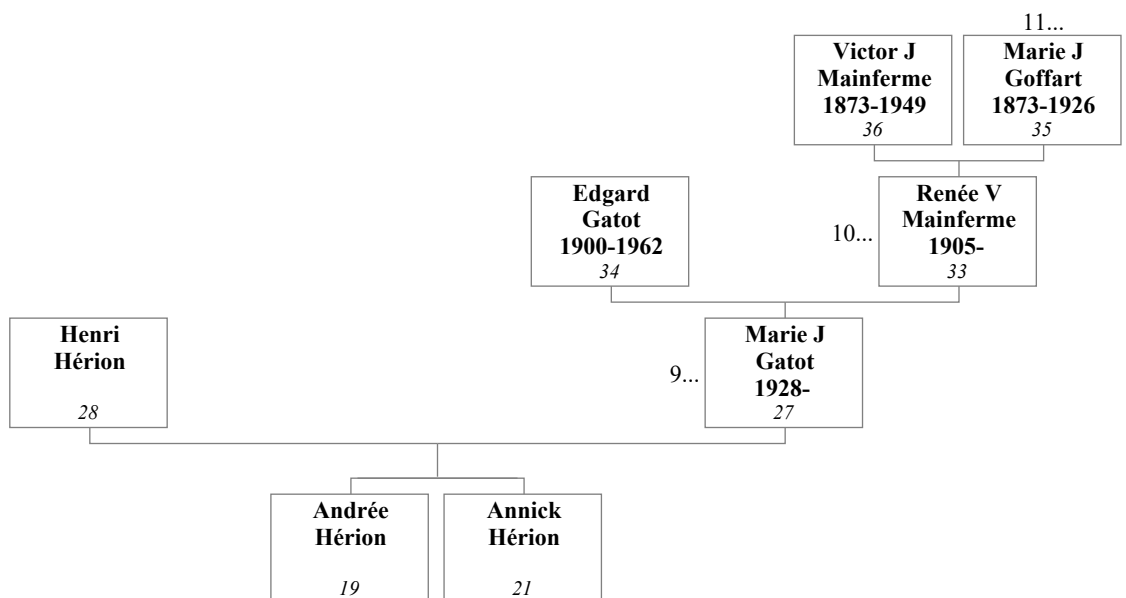 11...
Victor J
Mainferme
1873-1949
36
Marie J
Goffart
1873-1926
35
Edgard
Gatot
1900-1962
34
10...
Renée V
Mainferme
1905-
33
Henri
Hérion
28
9...
Marie J
Gatot
1928-
27
Andrée
Hérion
19
Annick
Hérion
21